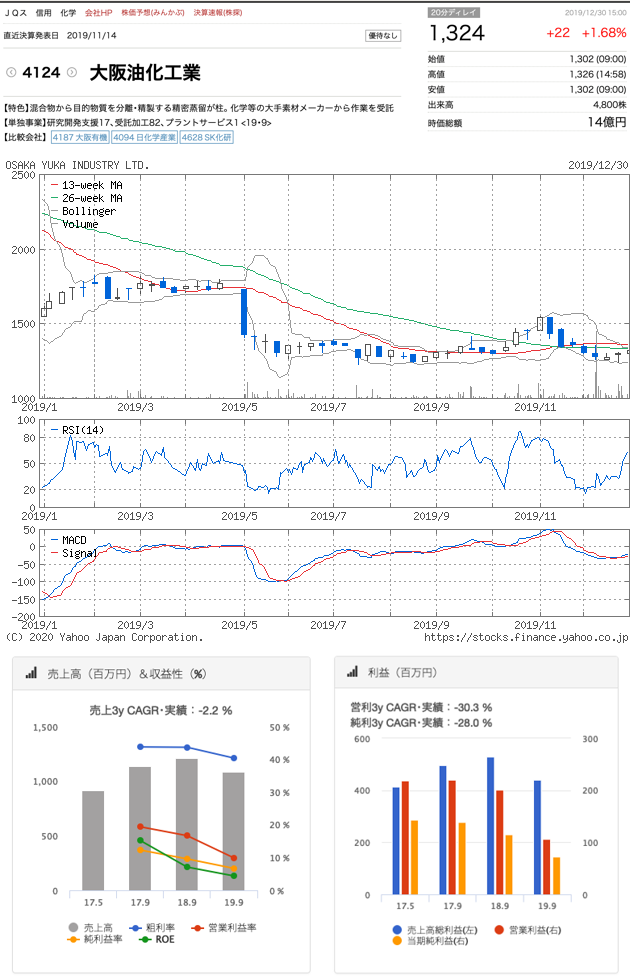 JQス 信用 化学 会社HP 株価予想(みんかぶ) 決算速報(株探)
直近決算発表日 2019/11/14
優待なし
4124 大阪油化工業
【特色】混合物から目的物質を分離・精製する精密蒸留が柱。化学等の大手素材メーカーから作業を受託
【単独事業】研究開発支援17、受託加工82、プラントサービス1 <19・9>
【比較会社】 4187 大阪有機 4094 日化学産業 4628 SK化研
20分ディレイ
2019/12/30 15:00
1,324 +22 +1.68%
始値 1,302 (09:00)
高値 1,326 (14:58)
安値 1,302 (09:00)
出来高 4,800株
時価総額 14億円
OSAKA YUKA INDUSTRY LTD. 2019/12/30
2500
2000
1500
1000
13-week MA
26-week MA
Bollinger
Volume
2019/1 2019/3 2019/5 2019/7 2019/9 2019/11
100
80
50
20
0
RSI(14)
2019/1 2019/3 2019/5 2019/7 2019/9 2019/11
50
0
-50
-100
-150
-200
MACD
Signal
2019/1 2019/3 2019/5 2019/7 2019/9 2019/11
(C) 2020 Yahoo Japan Corporation. https://stocks.finance.yahoo.co.jp
売上高（百万円）＆収益性（%）
売上3y CAGR・実績：-2.2 %
1,500
1,000
500
0
50 %
40 %
30 %
20 %
10 %
0 %
17.5 17.9 18.9 19.9
売上高 粗利率 営業利益率
純利益率 ROE
利益（百万円）
営利3y CAGR・実績：-30.3 %
純利3y CAGR・実績：-28.0 %
600
400
200
0
300
200
100
0
17.5 17.9 18.9 19.9
売上高総利益(左) 営業利益(右)
当期純利益(右)